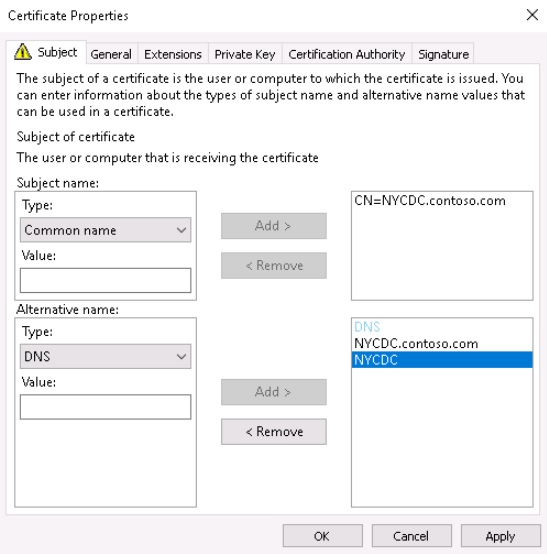 Certificate Properties
Subject General Extensions Private Key Certification Authority Signature
The subject of a certificate is the user or computer to which the certificate is issued. You
can enter information about the types of subject name and alternative name values that
can be used in a certificate.
Subject of certificate
The user or computer that is receiving the certificate
Subject name:
Type:
Common name
Value:
Add >
< Remove
CN=NYCDC.contoso.com
Alternative name:
Type:
DNS
Value:
Add >
< Remove
DNS
NYCDC.contoso.com
NYCDC
OK Cancel Apply